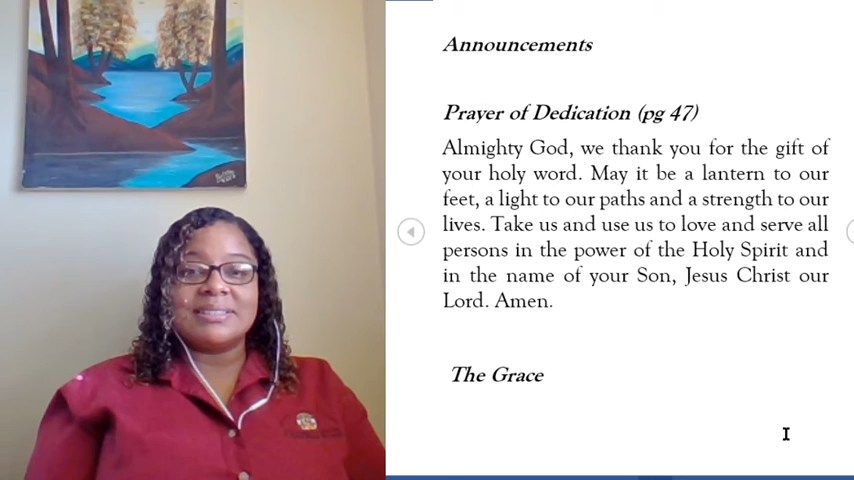 Announcements
Prayer of Dedication (pg 47)
Almighty God, we thank you for the gift of
your holy word. May it be a lantern to our
feet, a light to our paths and a strength to our
lives. Take us and use us to love and serve all
persons in the power of the Holy Spirit and
in the name of your Son, Jesus Christ our
Lord. Amen.
The Grace